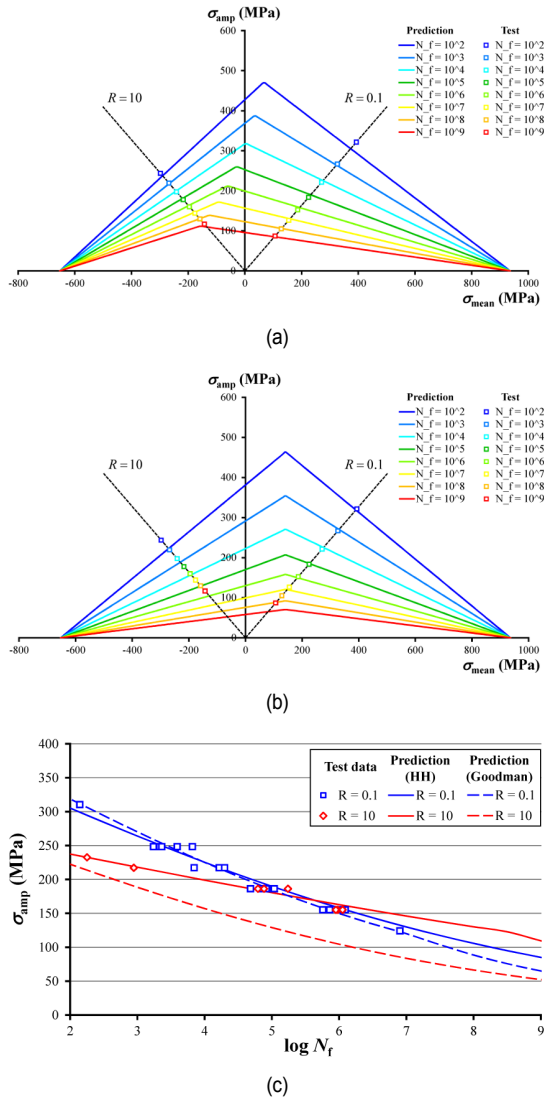 σamp (MPa)
Prediction Test
N_f = 10^2 N_f = 10^2
N_f = 10^3 N_f = 10^3
N_f = 10^4 N_f = 10^4
N_f = 10^5 N_f = 10^5
N_f = 10^6 N_f = 10^6
N_f = 10^7 N_f = 10^7
N_f = 10^8 N_f = 10^8
N_f = 10^9 N_f = 10^9
R = 10
R = 0.1
600
500
400
300
200
100
0
-800 -600 -400 -200 0 200 400 600 800 1000
σmean (MPa)
(a)
σamp (MPa)
Prediction Test
N_f = 10^2 N_f = 10^2
N_f = 10^3 N_f = 10^3
N_f = 10^4 N_f = 10^4
N_f = 10^5 N_f = 10^5
N_f = 10^6 N_f = 10^6
N_f = 10^7 N_f = 10^7
N_f = 10^8 N_f = 10^8
N_f = 10^9 N_f = 10^9
R = 10
R = 0.1
600
500
400
300
200
100
0
-800 -600 -400 -200 0 200 400 600 800 1000
σmean (MPa)
(b)
σamp (MPa)
400
350
300
250
200
150
100
50
0
Test data Prediction (HH) Prediction (Goodman)
R = 0.1 R = 0.1 R = 0.1
R = 10 R = 10 R = 10
2 3 4 5 6 7 8 9
log Nf
(c)